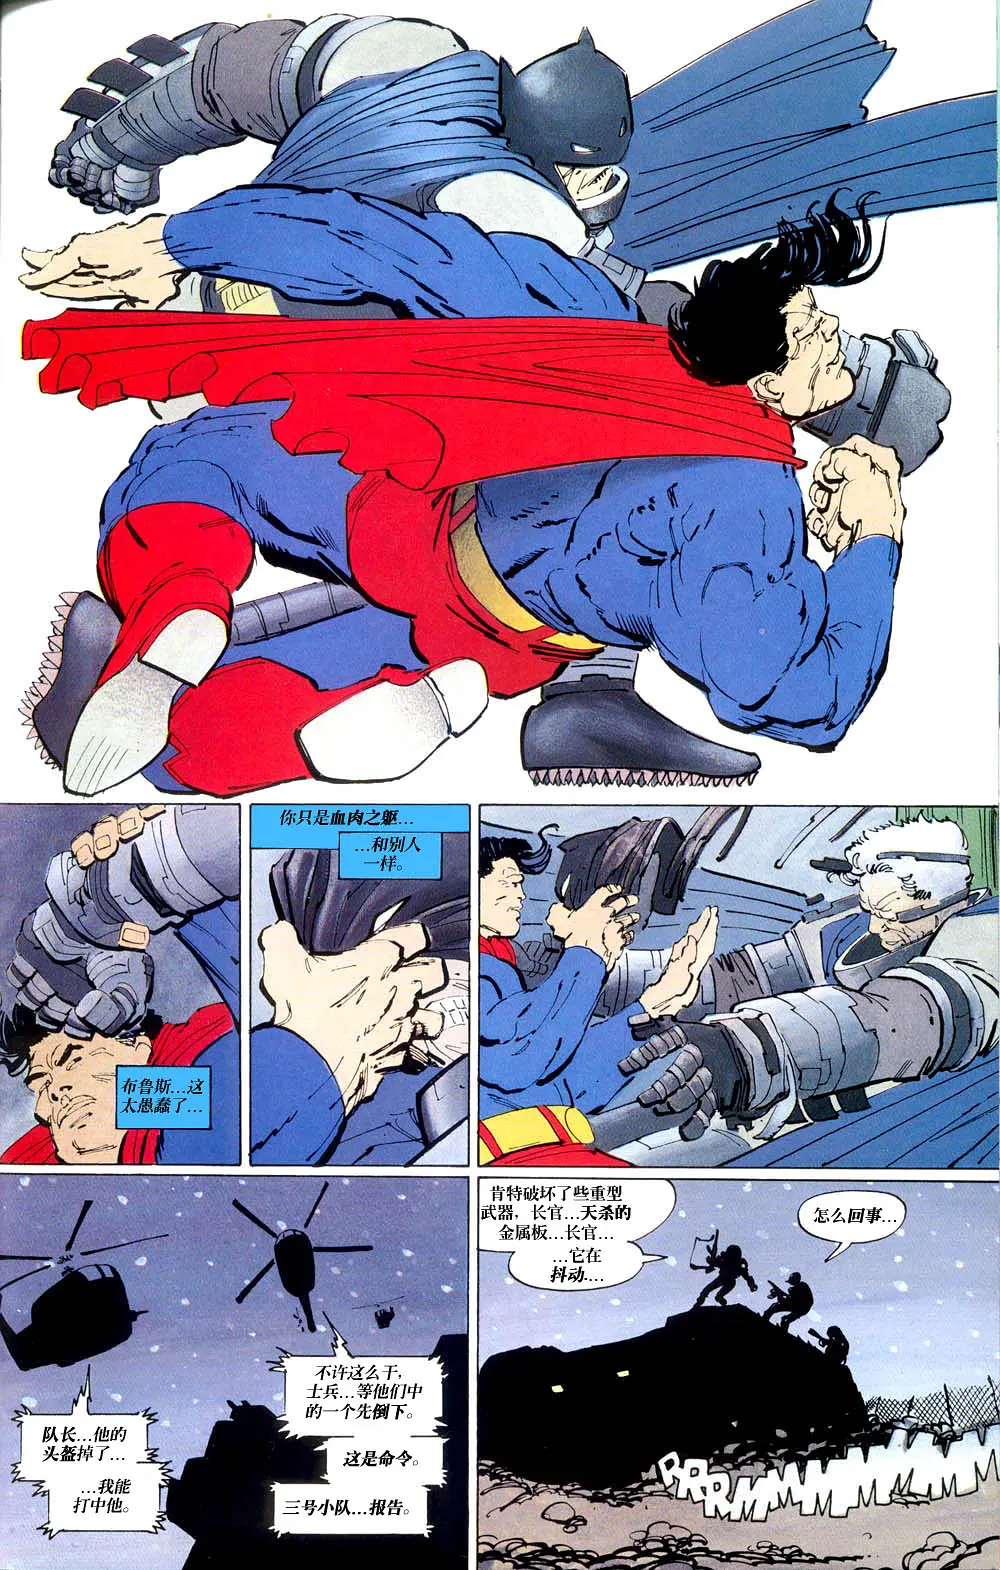 你只是血肉之躯…
…和别人
一样。
布鲁斯…这
太愚蠢了…
不许这么干，
士兵…等他们中
的一个先倒下。
队长…他的
头盔掉了…
这是命令。
…我能
打中他。
三号小队…报告。
肯特破坏了些重型
武器，长官…天杀的
金属板…长官…
…它在
抖动…
怎么回事…
RRRMMMMMMMM